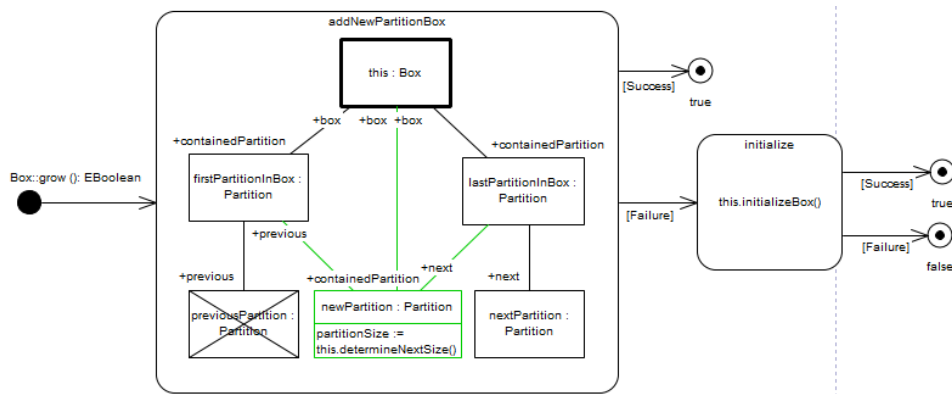 addNewPartitionBox
this : Box
[Success]
true
+box
+box
+box
+containedPartition
+containedPartition
initialize
Box::grow (): EBoolean
firstPartitionInBox :
Partition
lastPartitionInBox :
Partition
this.initializeBox()
[Success]
true
[Failure]
[Failure]
false
+previous
+next
+previous
+containedPartition
+next
previousPartition :
Partition
newPartition : Partition
partitionSize :=
this.determineNextSize()
nextPartition :
Partition